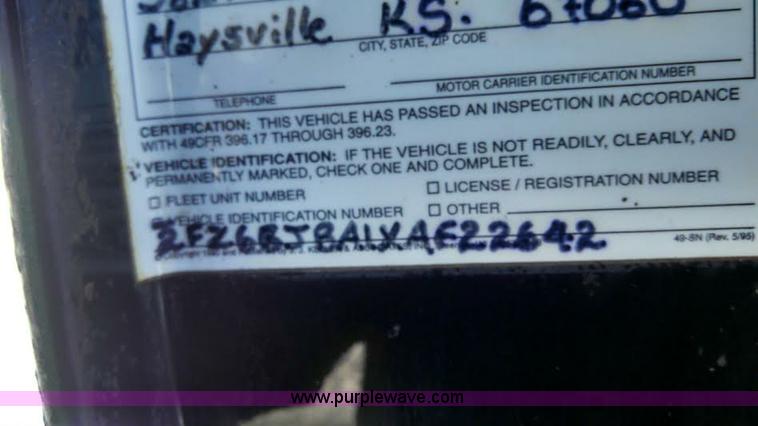 Haysville KS. 67060
CITY, STATE, ZIP CODE
TELEPHONE
MOTOR CARRIER IDENTIFICATION NUMBER
CERTIFICATION: THIS VEHICLE HAS PASSED AN INSPECTION IN ACCORDANCE
WITH 49CFR 396.17 THROUGH 396.23.
VEHICLE IDENTIFICATION: IF THE VEHICLE IS NOT READILY, CLEARLY, AND
PERMANENTLY MARKED, CHECK ONE AND COMPLETE.
FLEET UNIT NUMBER
LICENSE / REGISTRATION NUMBER
VEHICLE IDENTIFICATION NUMBER
OTHER
49-SN (Rev. 5/95)
www.purplewave.com